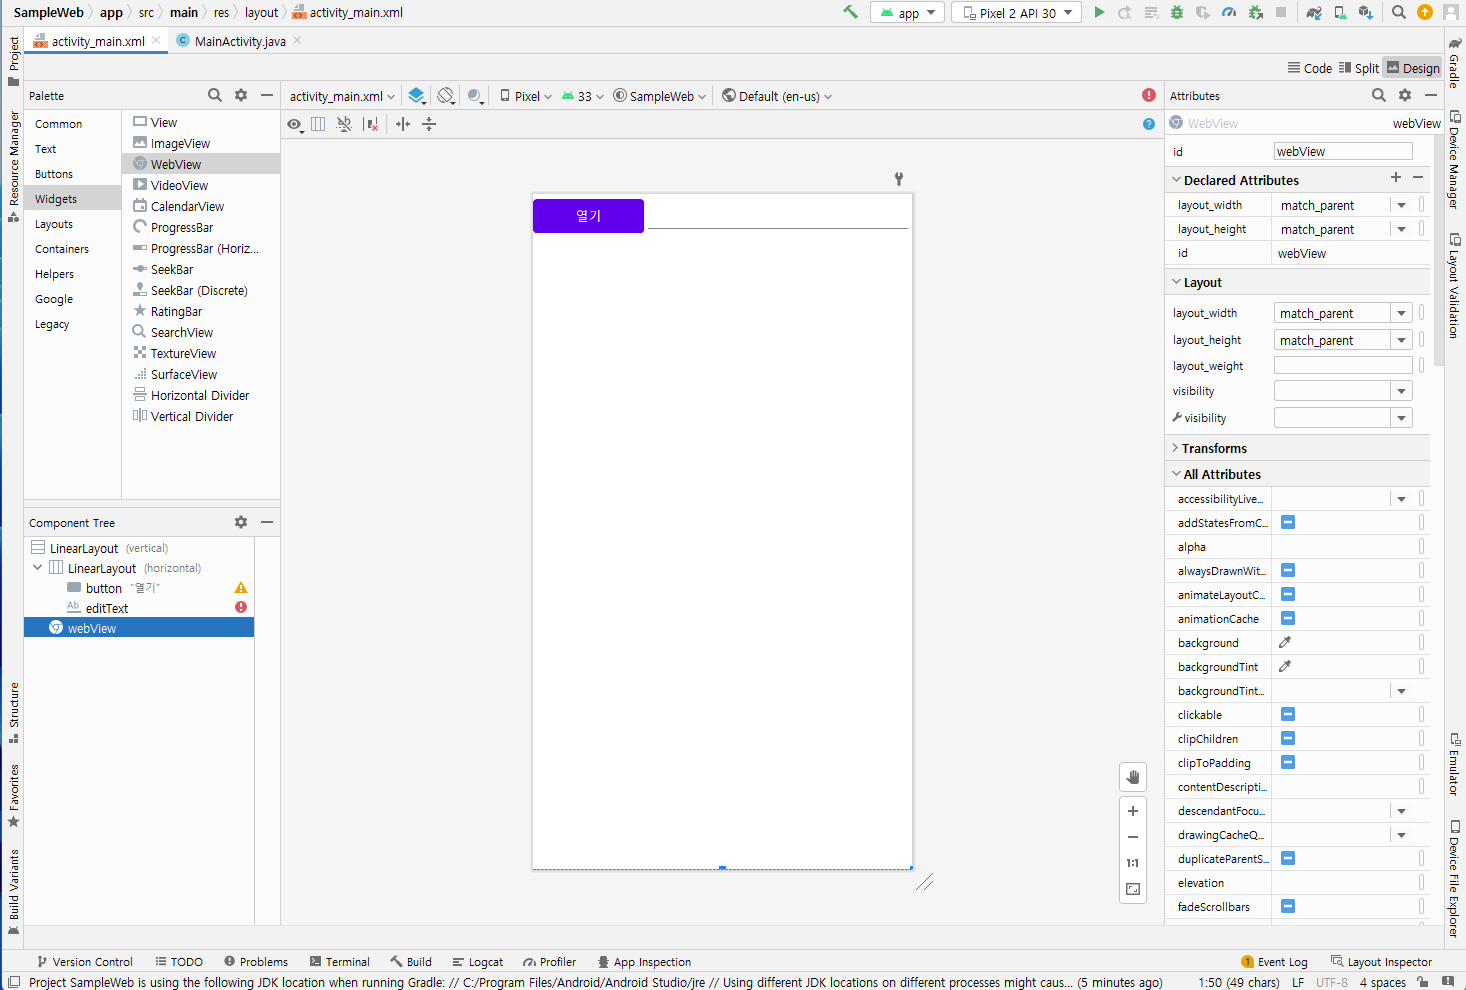 SampleWeb app src main res layout activity_main.xml app Pixel 2 API 30
activity_main.xml MainActivity.java
Code Split Design
Palette
activity_main.xml Pixel 33 SampleWeb Default (en-us)
Attributes
Common
Text
Buttons
Widgets
Layouts
Containers
Helpers
Google
Legacy
View
ImageView
WebView
VideoView
CalendarView
ProgressBar
ProgressBar (Horiz...
SeekBar
SeekBar (Discrete)
RatingBar
SearchView
TextureView
SurfaceView
Horizontal Divider
Vertical Divider
Component Tree
LinearLayout (vertical)
LinearLayout (horizontal)
button "열기"
Ab editText
webView
열기
1:1
WebView webView
id webView
Declared Attributes
layout_width match_parent
layout_height match_parent
id webView
Layout
layout_width match_parent
layout_height match_parent
layout_weight
visibility
visibility
Transforms
All Attributes
accessibilityLive...
addStatesFromC...
alpha
alwaysDrawnWit...
animateLayoutC...
animationCache
background
backgroundTint
backgroundTint...
clickable
clipChildren
clipToPadding
contentDescripti...
descendantFocu...
drawingCacheQ...
duplicateParentS...
elevation
fadeScrollbars
Project
Resource Manager
Structure
Favorites
Build Variants
Gradle
Device Manager
Layout Validation
Emulator
Device File Explorer
Version Control TODO Problems Terminal Build Logcat Profiler App Inspection 1 Event Log Layout Inspector
Project SampleWeb is using the following JDK location when running Gradle: // C:/Program Files/Android/Android Studio/jre // Using different JDK locations on different processes might caus... (5 minutes ago) 1:50 (49 chars) LF UTF-8 4 spaces